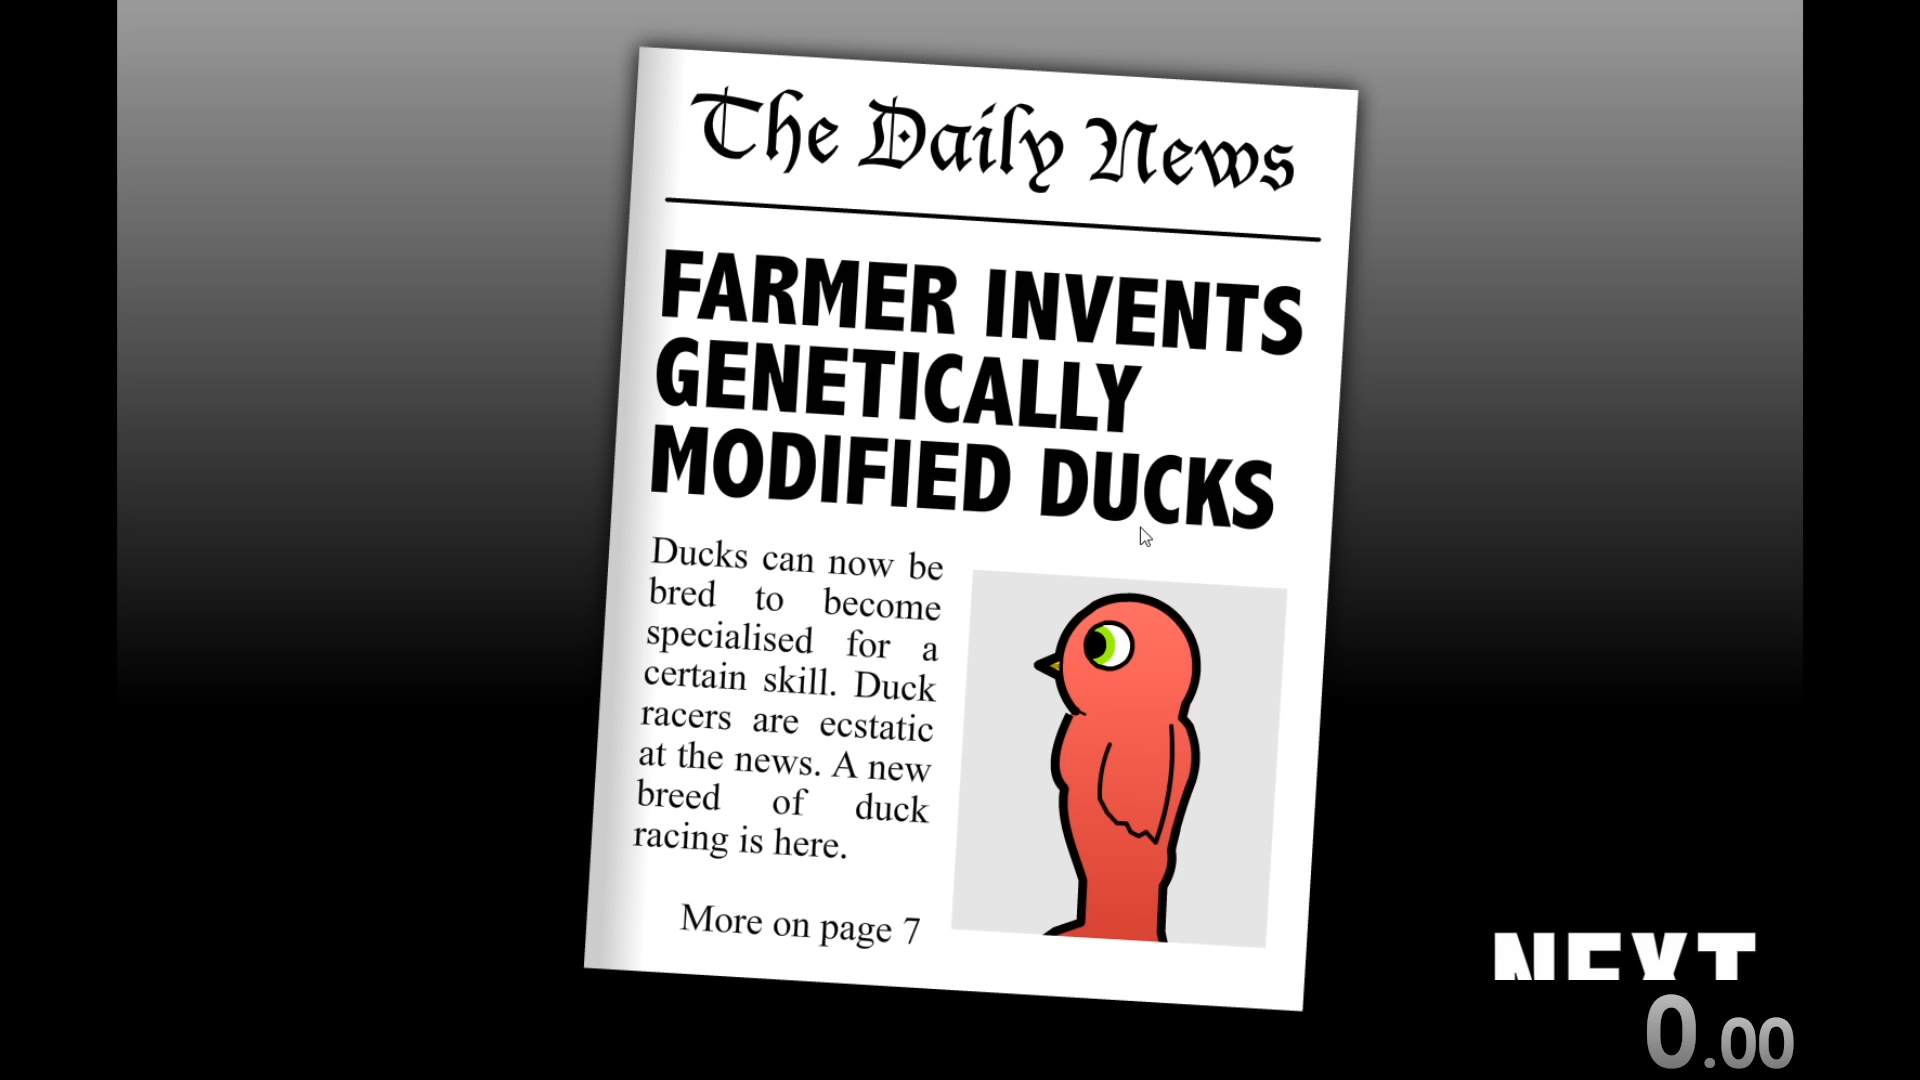 The Daily News
FARMER INVENTS
GENETICALLY
MODIFIED DUCKS
Ducks can now be
bred to become
specialised for a
certain skill. Duck
racers are ecstatic
at the news. A new
breed of duck
racing is here.
More on page 7
NEXT
0.00